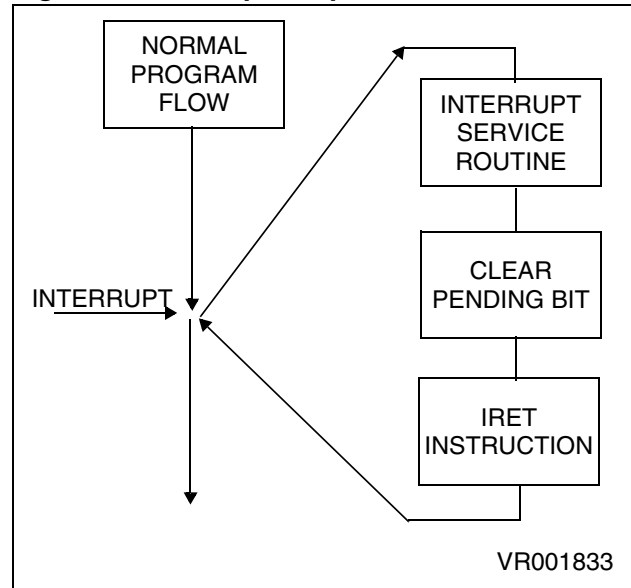 NORMAL
PROGRAM
FLOW
INTERRUPT
SERVICE
ROUTINE
CLEAR
PENDING BIT
INTERRUPT
IRET
INSTRUCTION
VR001833